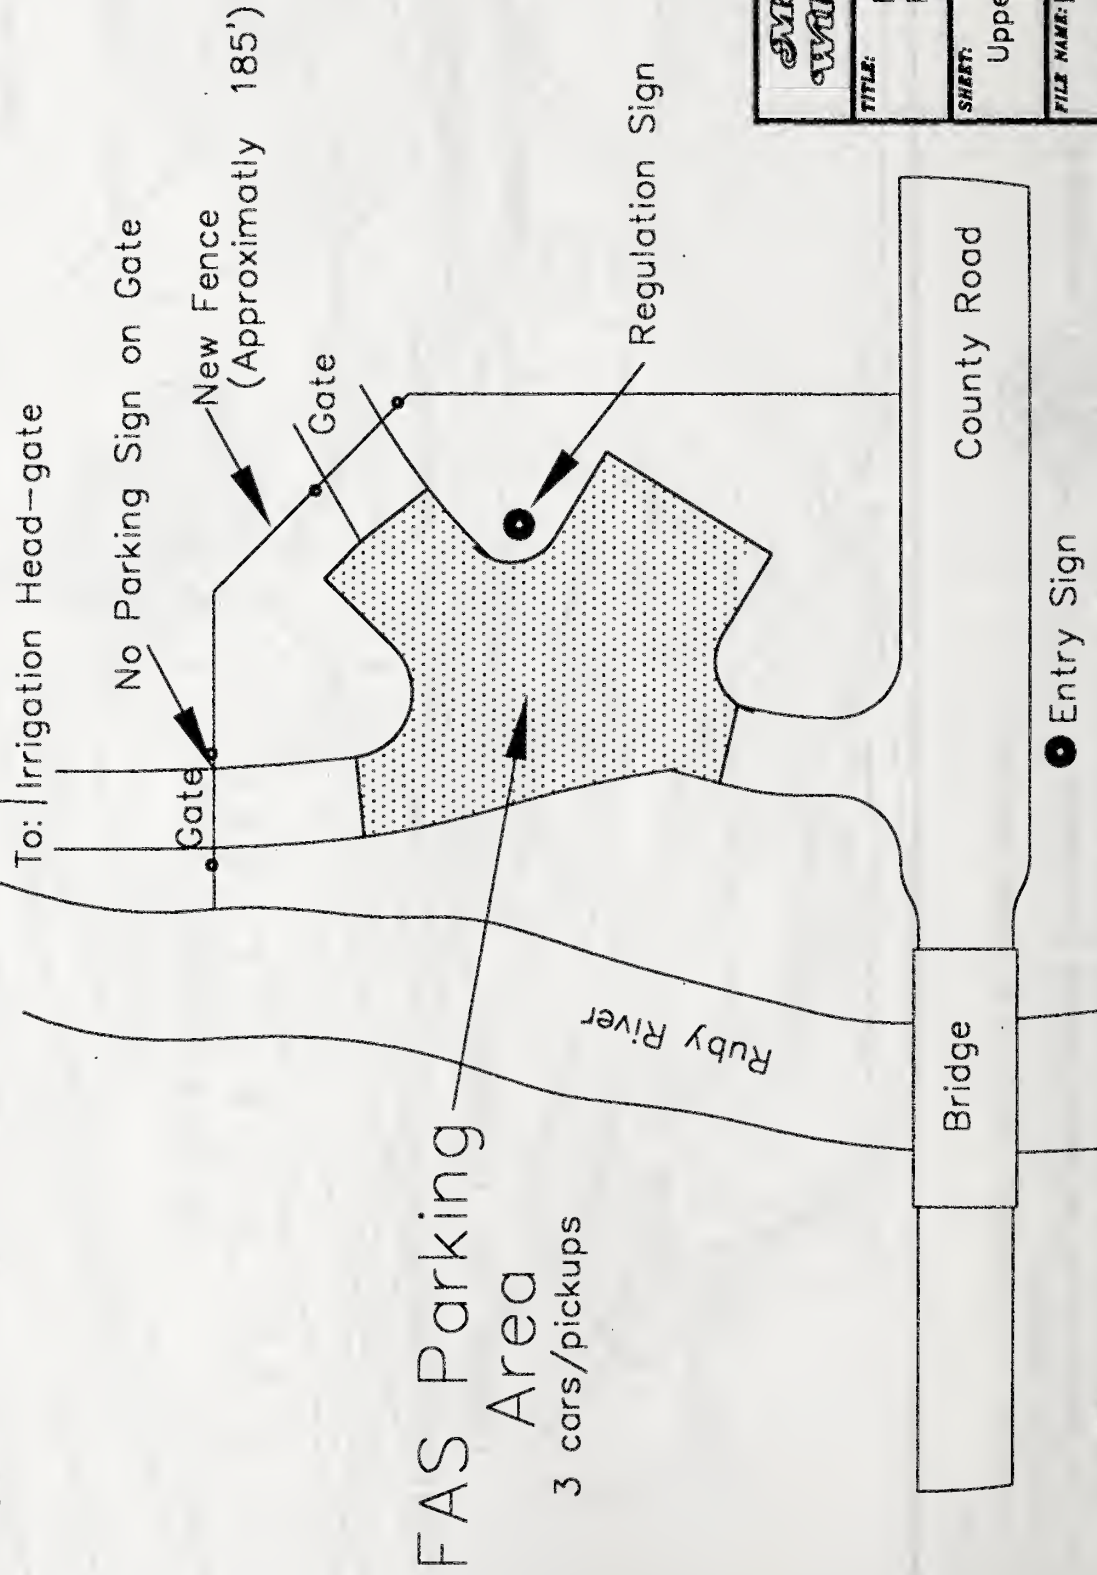 To: Irrigation Head-gate
No Parking Sign on Gate
New Fence
(Approximatly 185')
Gate
Gate
FAS Parking
Area
3 cars/pickups
Regulation Sign
Ruby River
Bridge
County Road
Entry Sign
TITLE:
SHEET:
Uppe
FILE NAME: